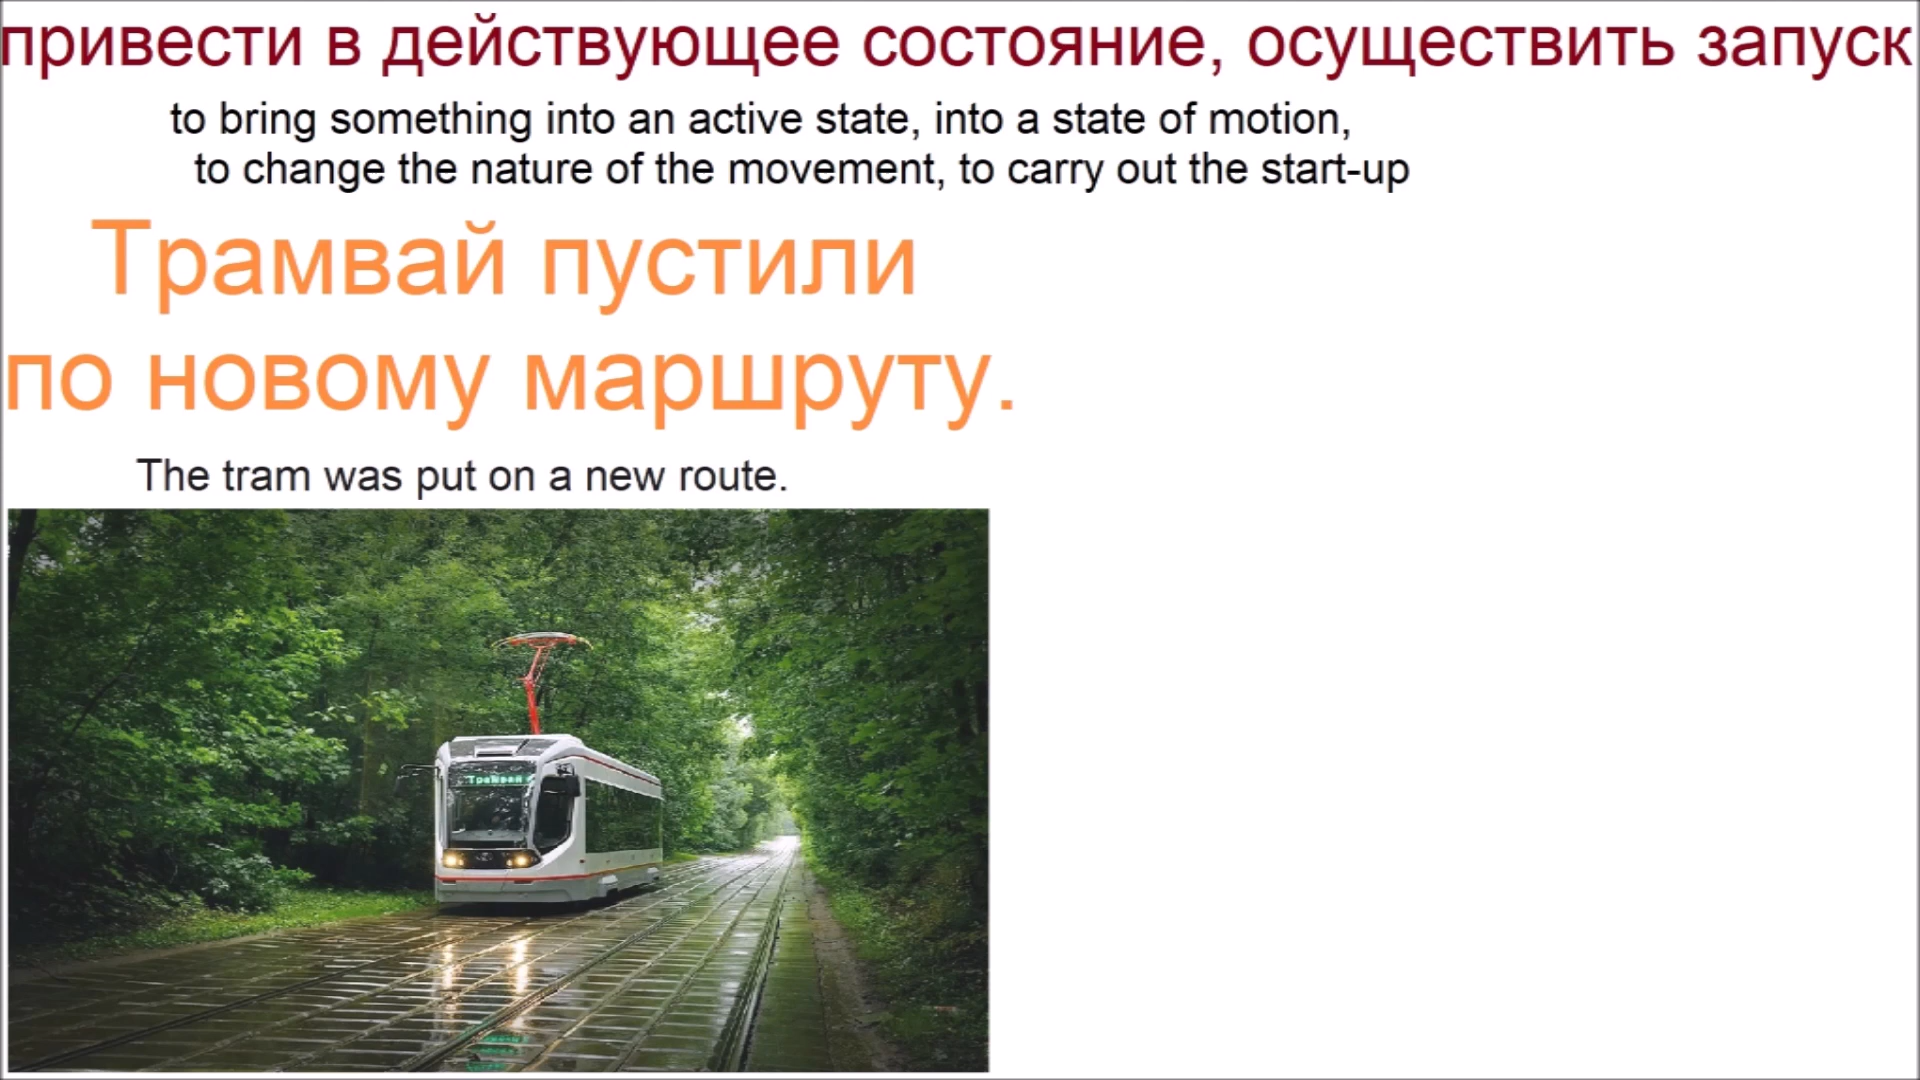 привести в действующее состояние, осуществить запуск
to bring something into an active state, into a state of motion,
to change the nature of the movement, to carry out the start-up
Трамвай пустили
по новому маршруту.
The tram was put on a new route.
Трамвай